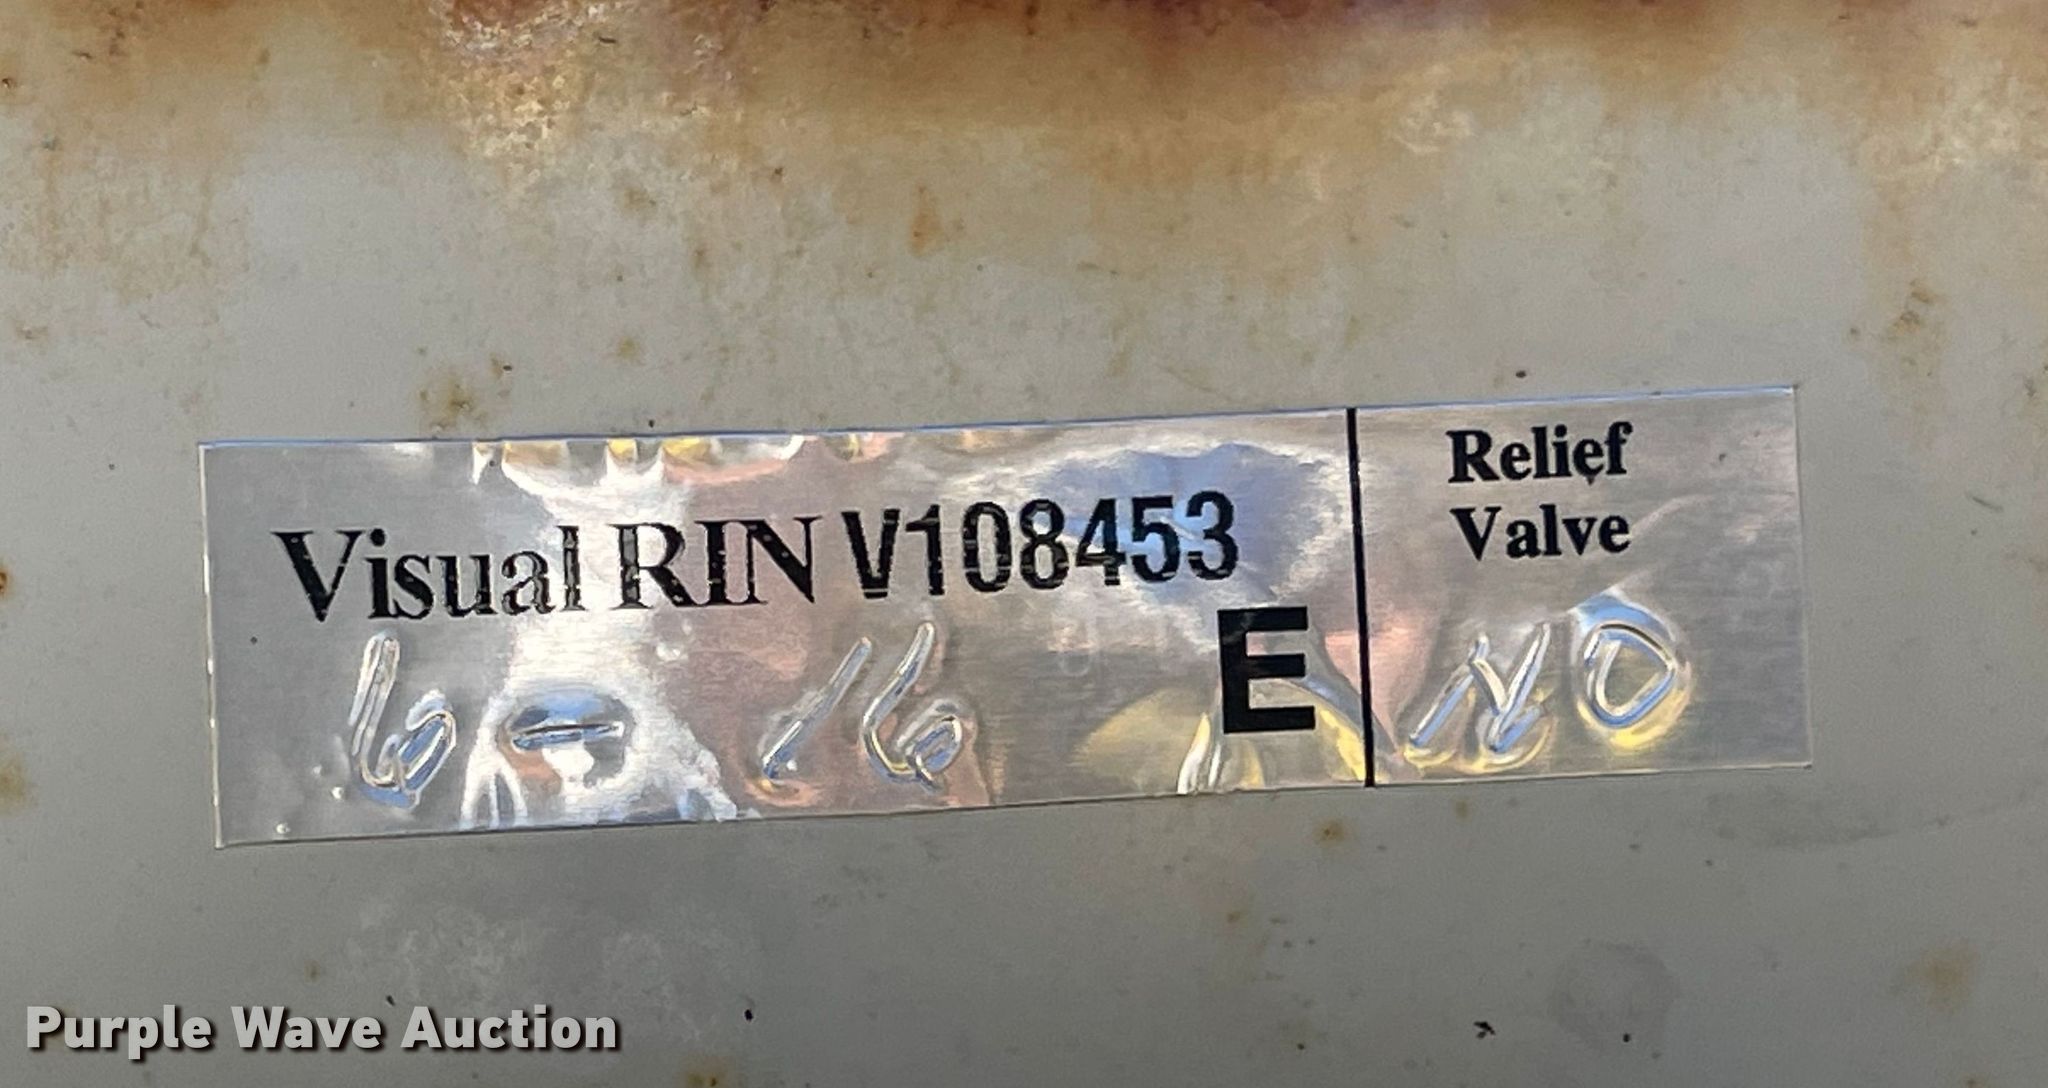 Visual RIN V108453
E
6 - 16
Relief
Valve
NO
Purple Wave Auction